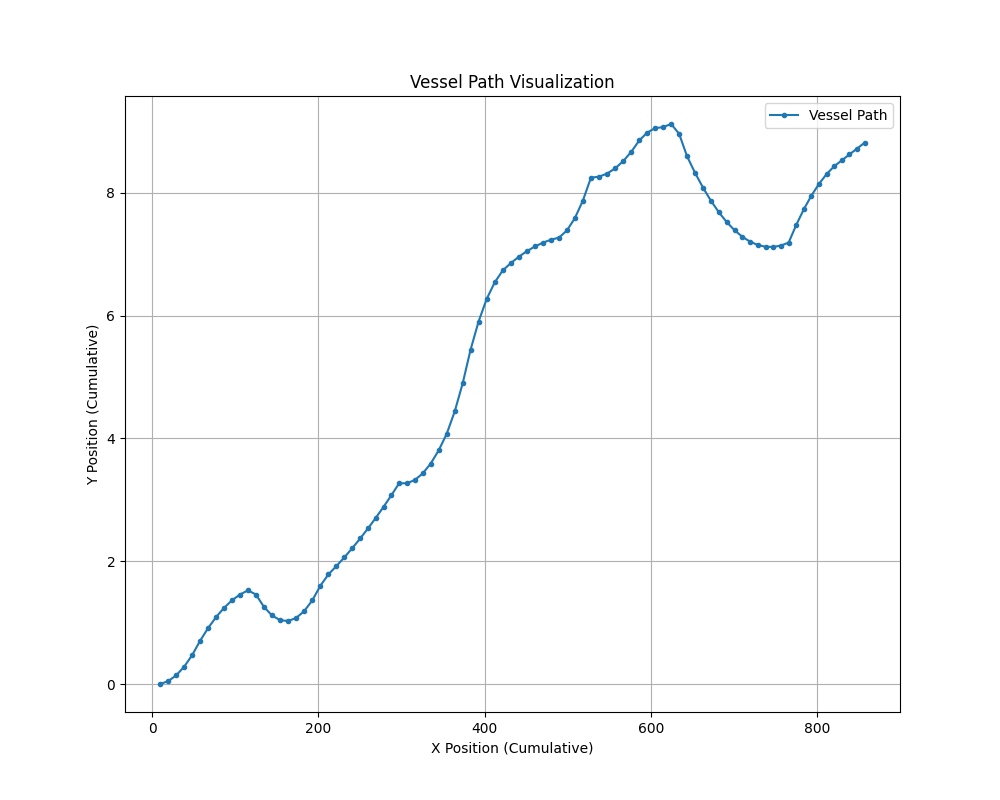 Vessel Path Visualization
Vessel Path
8
6
4
2
0
Y Position (Cumulative)
0 200 400 600 800
X Position (Cumulative)